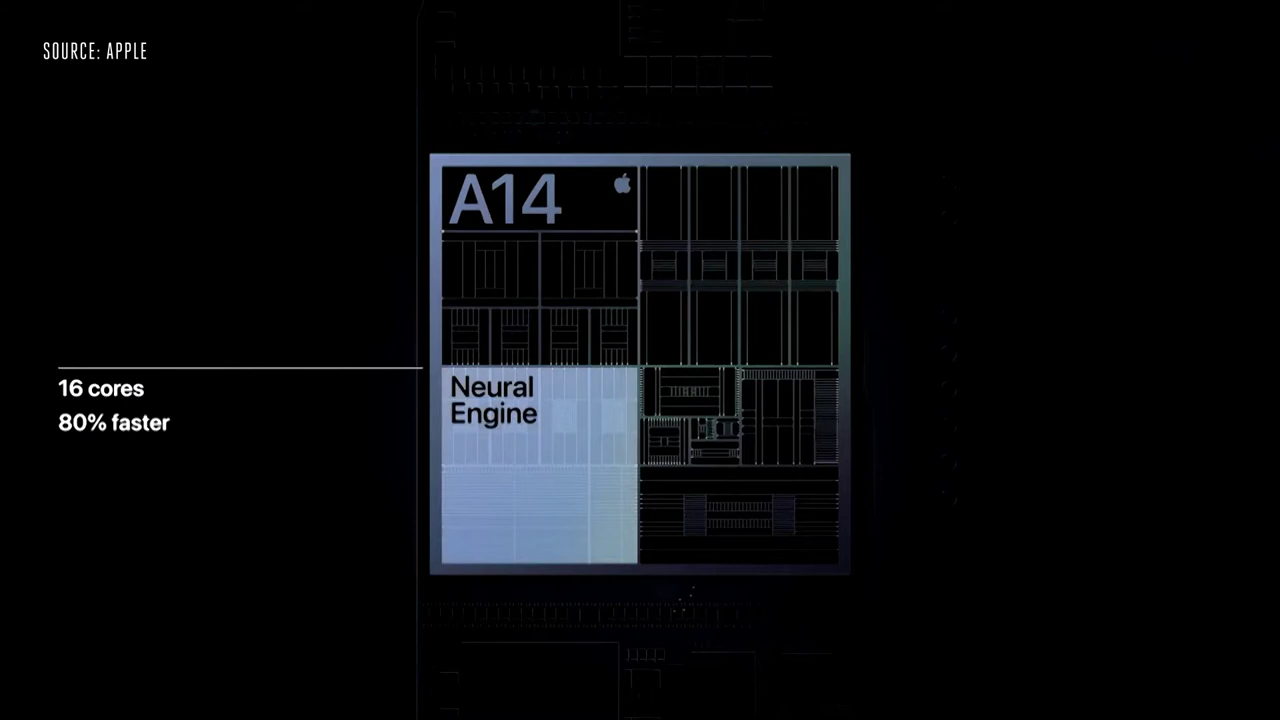 SOURCE: APPLE
A14
16 cores
80% faster
Neural
Engine